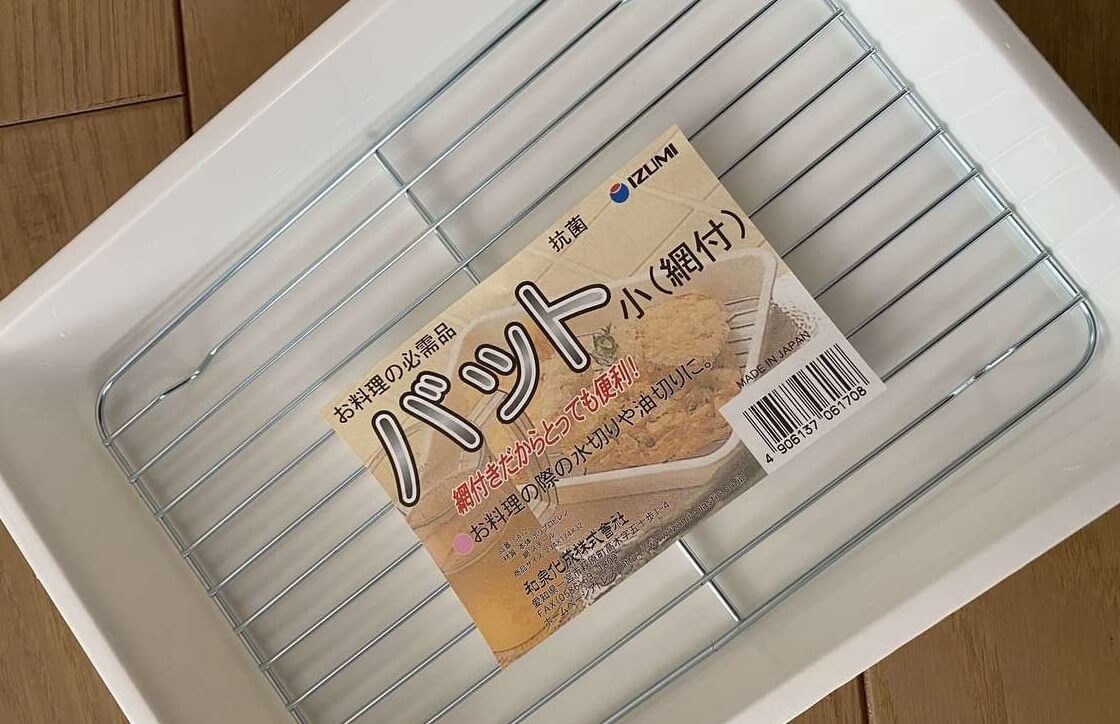 IZUMI
抗菌
お料理の必需品
バット
小(網付)
網付きだからとっても便利!
お料理の際の水切りや油切りに。
MADE IN JAPAN
4 906137 061708
和泉化成株式會社